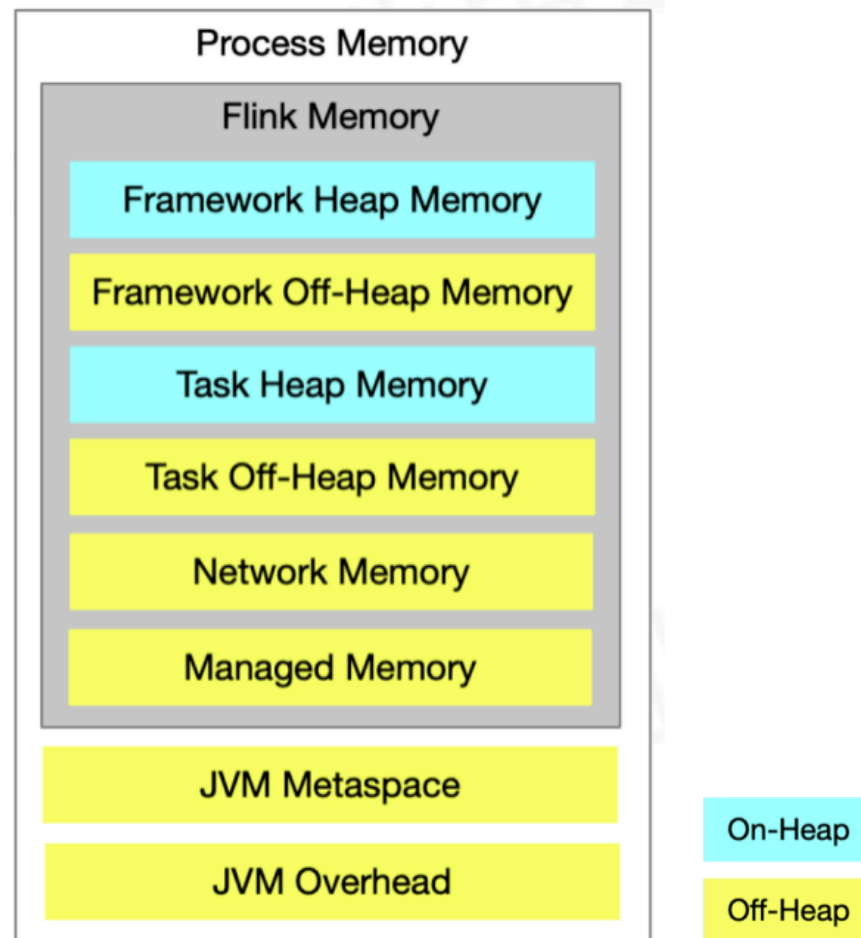 Process Memory
Flink Memory
Framework Heap Memory
Framework Off-Heap Memory
Task Heap Memory
Task Off-Heap Memory
Network Memory
Managed Memory
JVM Metaspace
JVM Overhead
On-Heap
Off-Heap